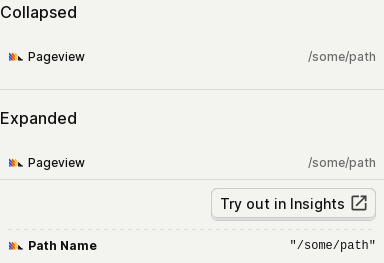 Collapsed
Pageview /some/path
Expanded
Pageview /some/path
Try out in Insights
Path Name "/some/path"